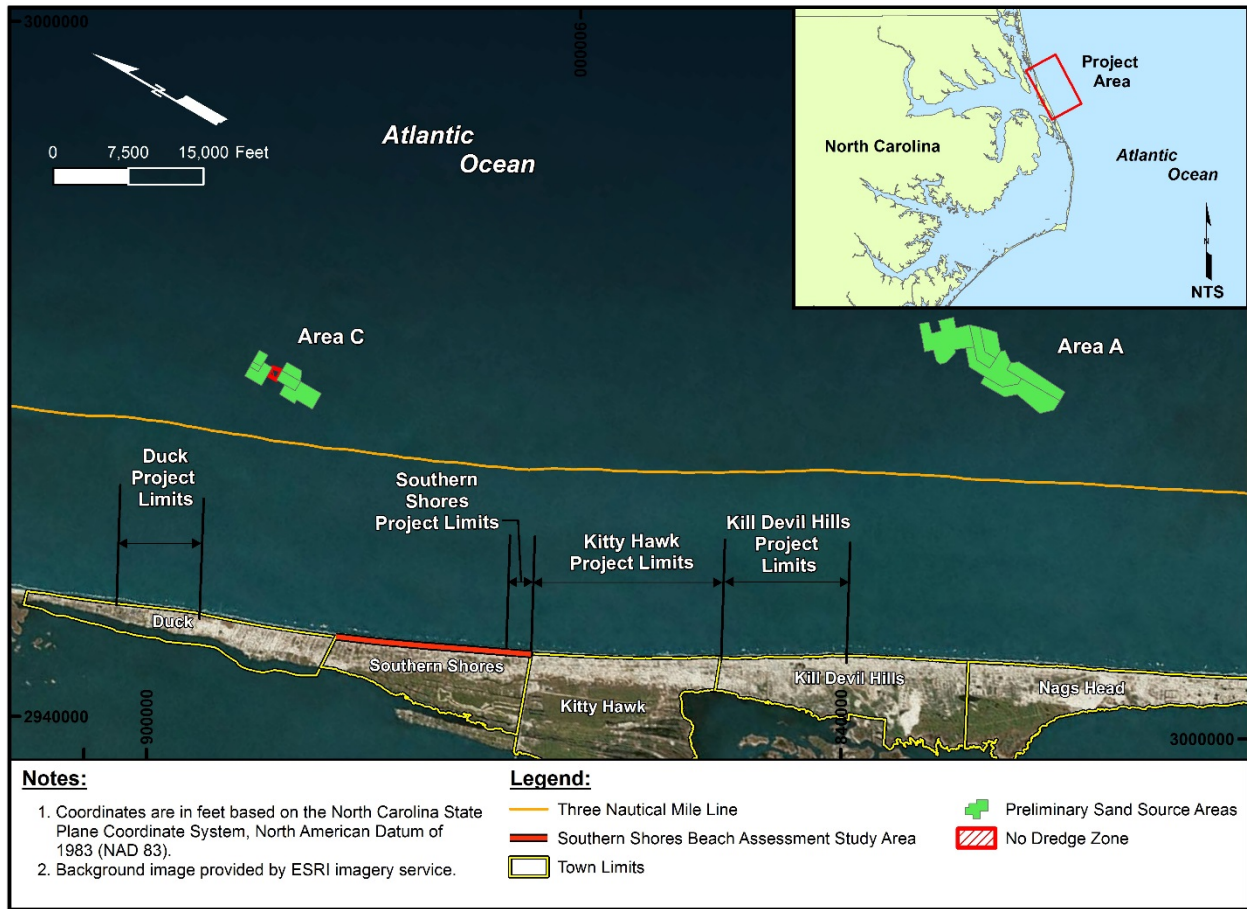 3000000
000006
N
0 7,500 15,000 Feet
Atlantic
Ocean
Project
Area
North Carolina
Atlantic
Ocean
N
NTS
Area C
Area A
Duck
Project
Limits
Southern
Shores
Project Limits
Kitty Hawk
Project Limits
Kill Devil Hills
Project
Limits
Duck
Southern Shores
Kitty Hawk
Kill Devil Hills
Nags Head
2940000
900000
840000
3000000
Notes:
1. Coordinates are in feet based on the North Carolina State
Plane Coordinate System, North American Datum of
1983 (NAD 83).
2. Background image provided by ESRI imagery service.
Legend:
Three Nautical Mile Line
Southern Shores Beach Assessment Study Area
Town Limits
Preliminary Sand Source Areas
No Dredge Zone